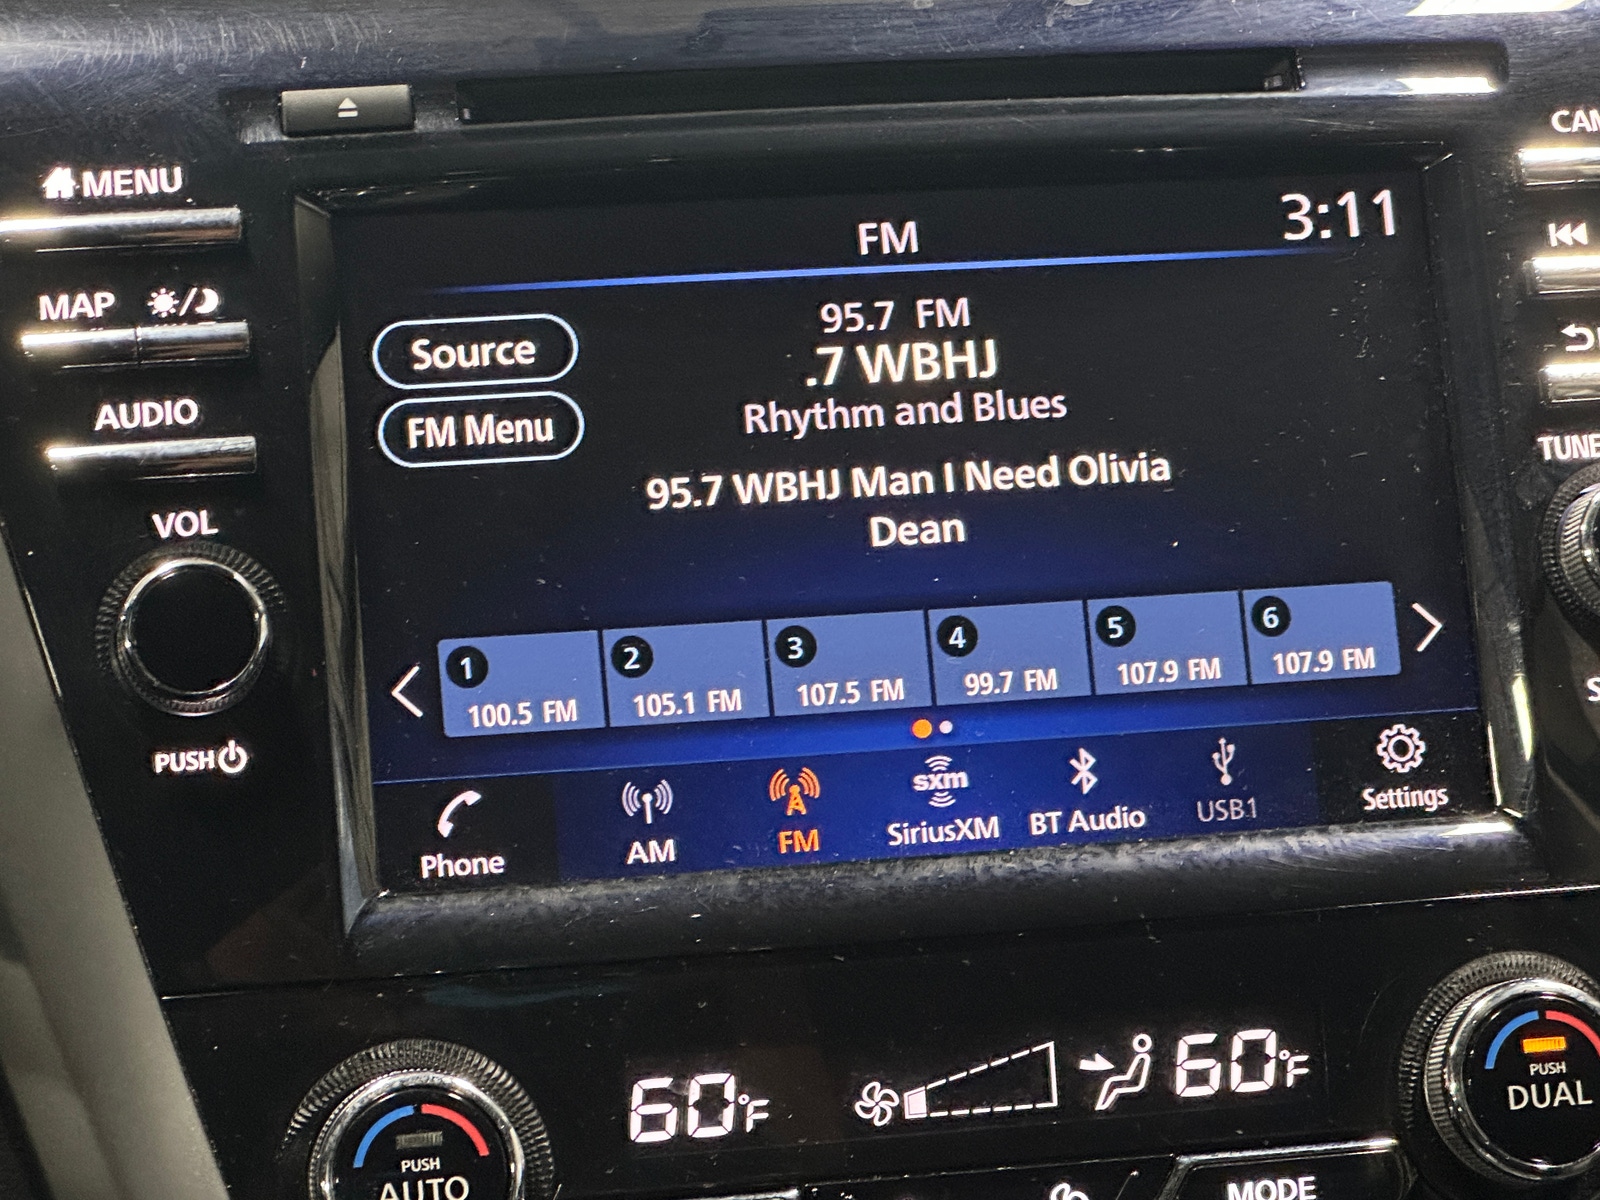 MENU
CAM
3:11
FM
MAP
95.7 FM
Source
.7 WBHJ
AUDIO
Rhythm and Blues
FM Menu
TUNE
95.7 WBHJ Man I Need Olivia
Dean
VOL
1
2
3
4
5
6
100.5 FM
105.1 FM
107.5 FM
99.7 FM
107.9 FM
107.9 FM
PUSH
sxm
Phone
AM
FM
SiriusXM
BT Audio
USB1
Settings
60°F
60°F
PUSH
DUAL
PUSH
AUTO
MODE